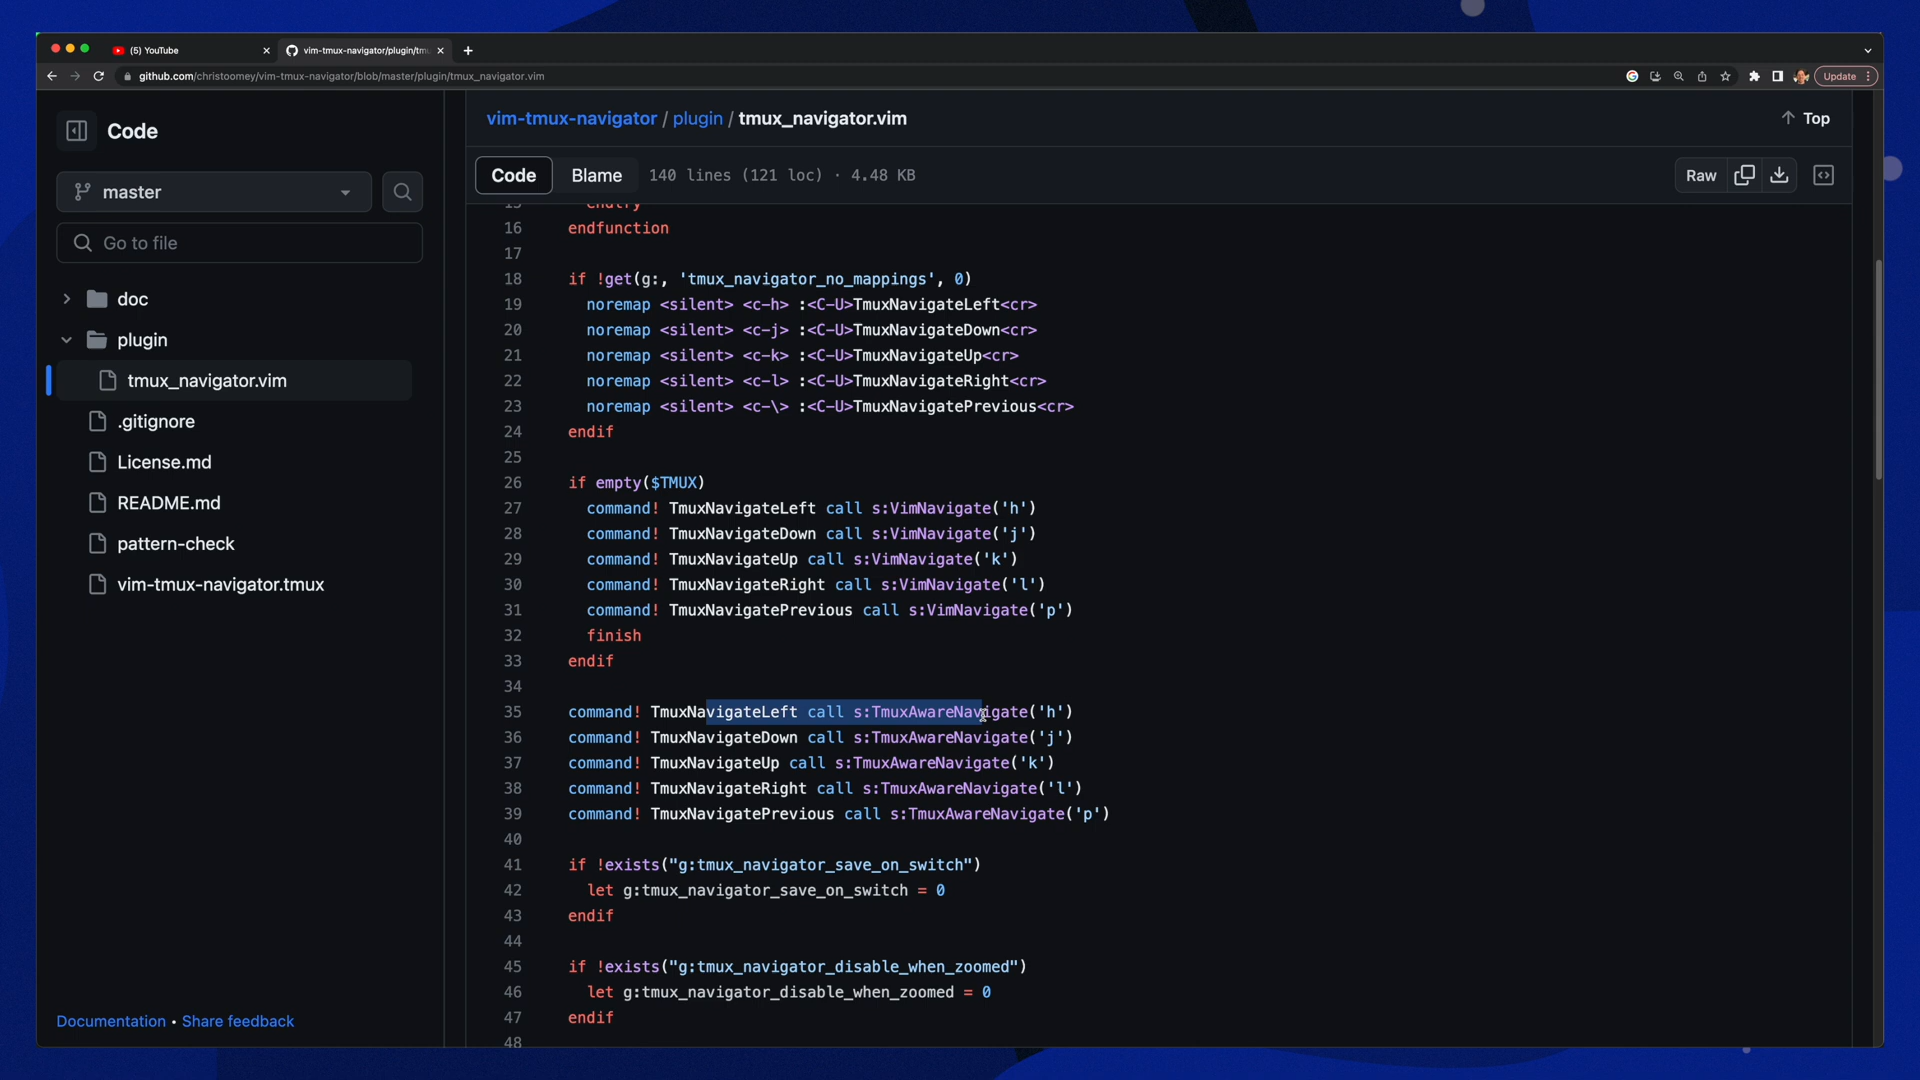 (5) YouTube
vim-tmux-navigator/plugin/tm
github.com/christoomey/vim-tmux-navigator/blob/master/plugin/tmux_navigator.vim
Update
Code
master
Go to file
doc
plugin
tmux_navigator.vim
.gitignore
License.md
README.md
pattern-check
vim-tmux-navigator.tmux
Documentation • Share feedback
vim-tmux-navigator / plugin / tmux_navigator.vim
Top
Code Blame 140 lines (121 loc) · 4.48 KB
Raw
15
16 endfunction
17
18 if !get(g:, 'tmux_navigator_no_mappings', 0)
19 noremap <silent> <c-h> :<C-U>TmuxNavigateLeft<cr>
20 noremap <silent> <c-j> :<C-U>TmuxNavigateDown<cr>
21 noremap <silent> <c-k> :<C-U>TmuxNavigateUp<cr>
22 noremap <silent> <c-l> :<C-U>TmuxNavigateRight<cr>
23 noremap <silent> <c-\> :<C-U>TmuxNavigatePrevious<cr>
24 endif
25
26 if empty($TMUX)
27 command! TmuxNavigateLeft call s:VimNavigate('h')
28 command! TmuxNavigateDown call s:VimNavigate('j')
29 command! TmuxNavigateUp call s:VimNavigate('k')
30 command! TmuxNavigateRight call s:VimNavigate('l')
31 command! TmuxNavigatePrevious call s:VimNavigate('p')
32 finish
33 endif
34
35 command! TmuxNavigateLeft call s:TmuxAwareNavigate('h')
36 command! TmuxNavigateDown call s:TmuxAwareNavigate('j')
37 command! TmuxNavigateUp call s:TmuxAwareNavigate('k')
38 command! TmuxNavigateRight call s:TmuxAwareNavigate('l')
39 command! TmuxNavigatePrevious call s:TmuxAwareNavigate('p')
40
41 if !exists("g:tmux_navigator_save_on_switch")
42 let g:tmux_navigator_save_on_switch = 0
43 endif
44
45 if !exists("g:tmux_navigator_disable_when_zoomed")
46 let g:tmux_navigator_disable_when_zoomed = 0
47 endif
48